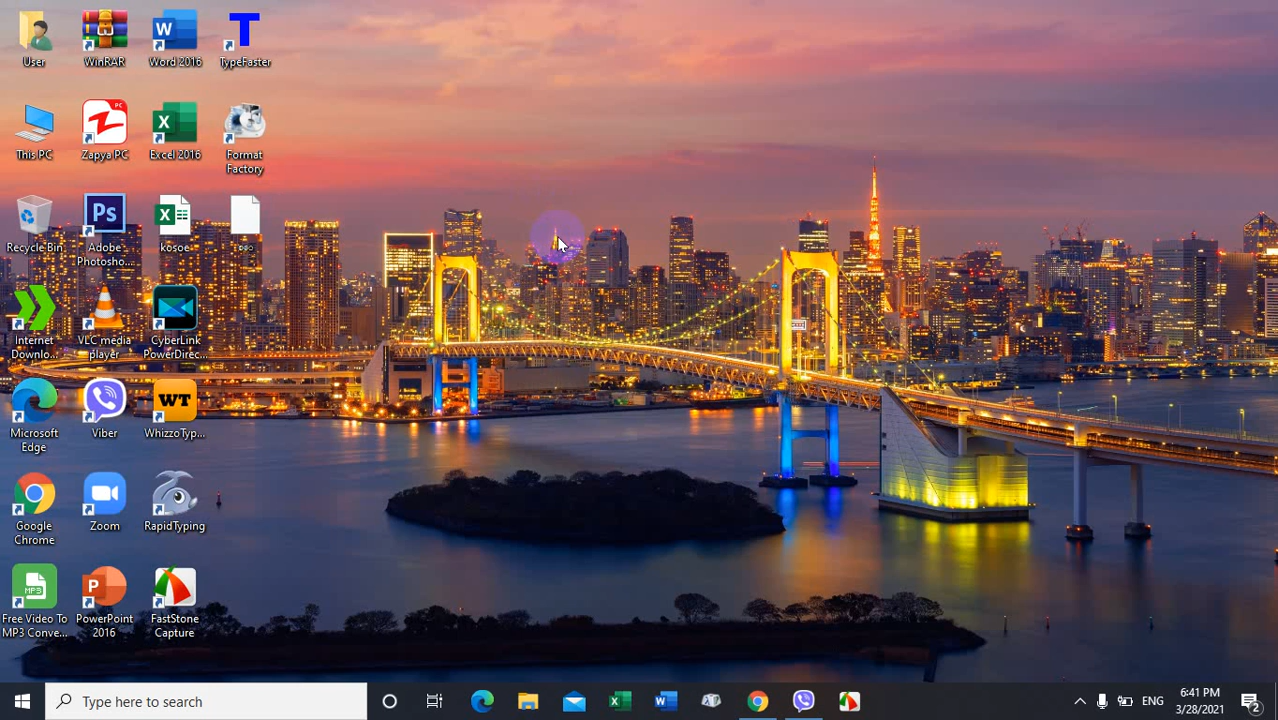 User
WinRAR
Word 2016
TypeFaster
This PC
Zapya PC
Excel 2016
Format
Factory
Recycle Bin
Adobe
Photosho...
kosoe
Internet
Downlo...
VLC media
player
CyberLink
PowerDirec...
Microsoft
Edge
Viber
WhizzoTyp...
Google
Chrome
Zoom
RapidTyping
Free Video To
MP3 Conve...
PowerPoint
2016
FastStone
Capture
Type here to search
ENG
6:41 PM
3/28/2021
2